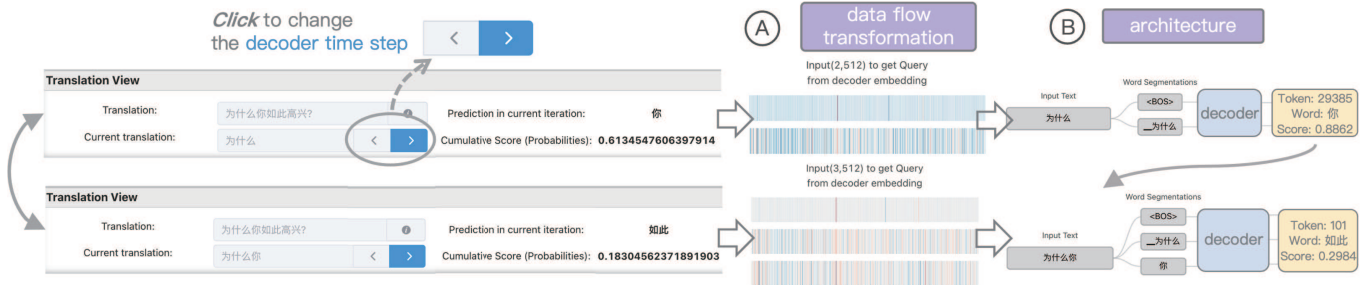 Click to change
the decoder time step
A
data flow
transformation
B
architecture
Translation View
Translation:
为什么你如此高兴?
Prediction in current iteration:
你
Current translation:
为什么
Cumulative Score (Probabilities):
0.6134547606397914
Input(2,512) to get Query
from decoder embedding
Input Text
为什么
Word Segmentations
<BOS>
__为什么
decoder
Token: 29385
Word: 你
Score: 0.8862
Translation View
Translation:
为什么你如此高兴?
Prediction in current iteration:
如此
Current translation:
为什么你
Cumulative Score (Probabilities):
0.18304562371891903
Input(3,512) to get Query
from decoder embedding
Input Text
为什么你
Word Segmentations
<BOS>
__为什么
你
decoder
Token: 101
Word: 如此
Score: 0.2984